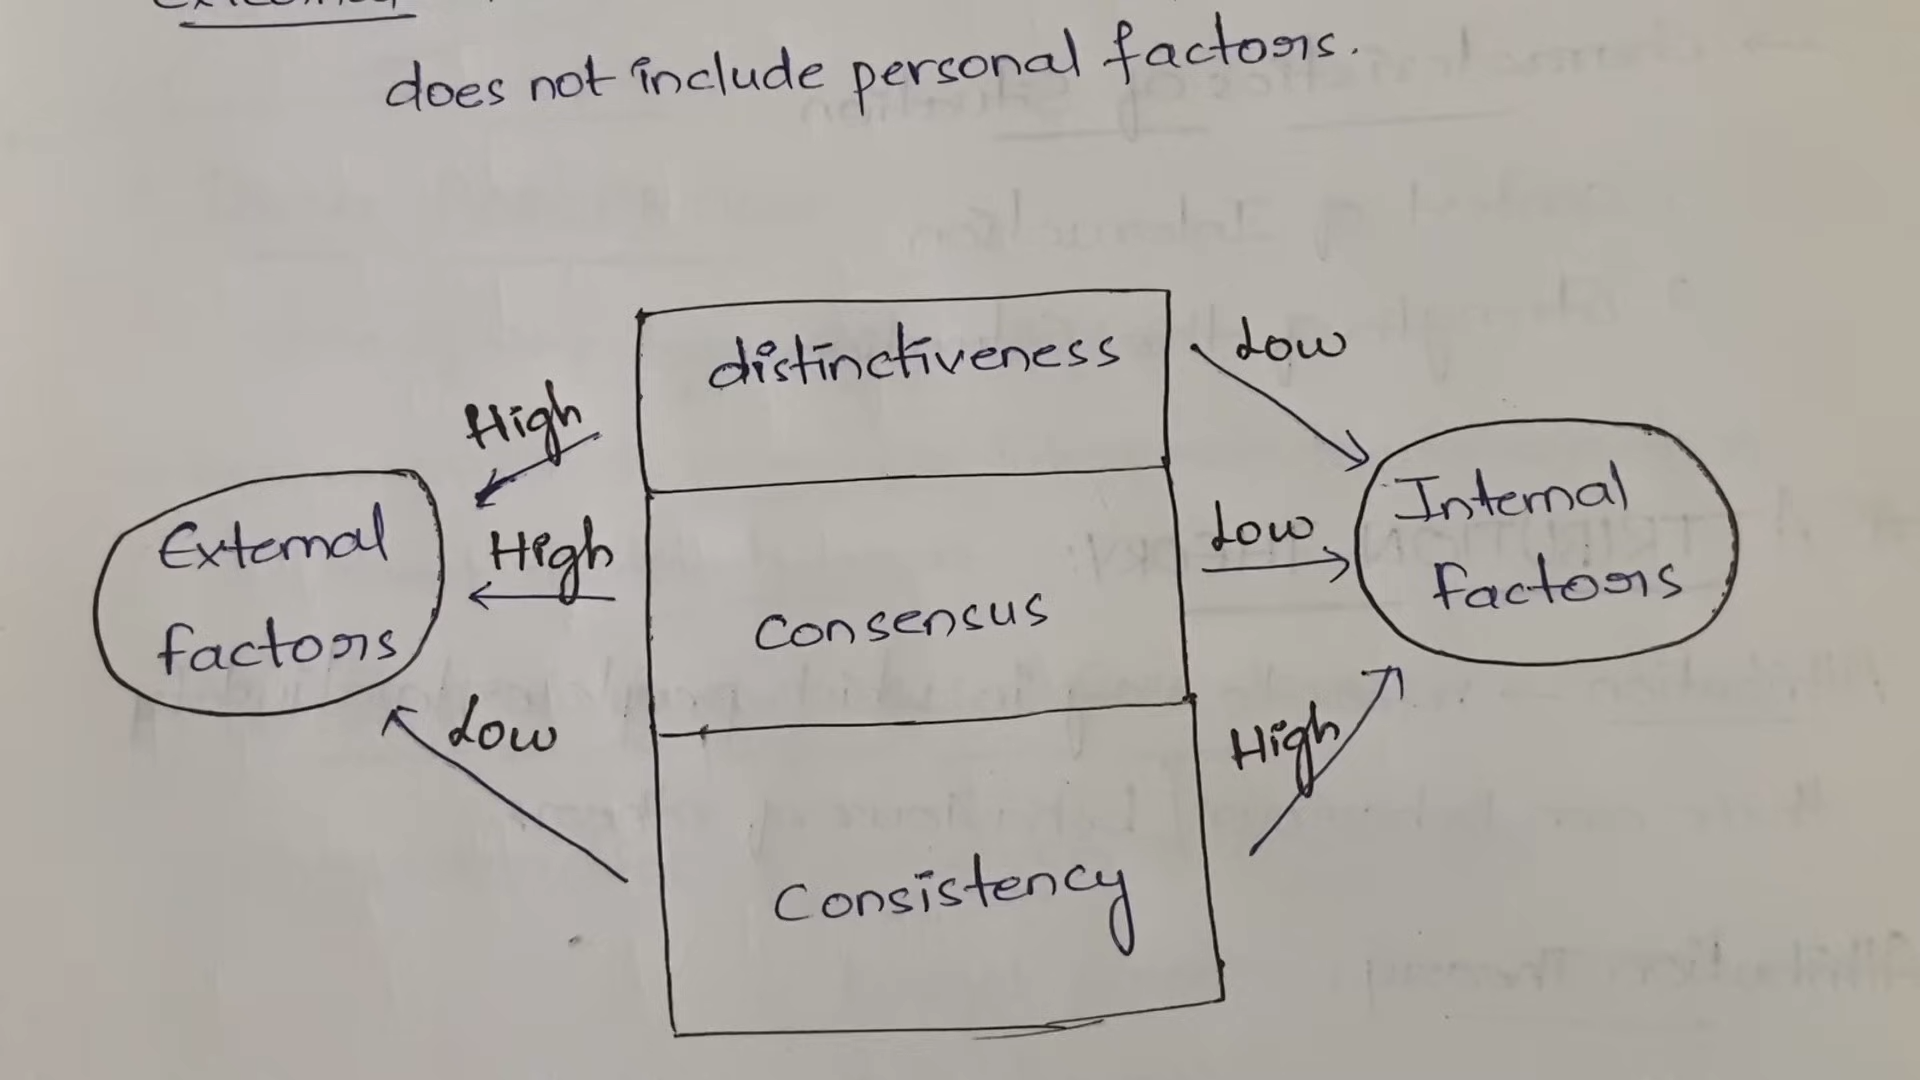 does not include personal factors.
distinctiveness
Low
High
External
factors
High
consensus
Low
Internal
factors
Low
Consistency
High